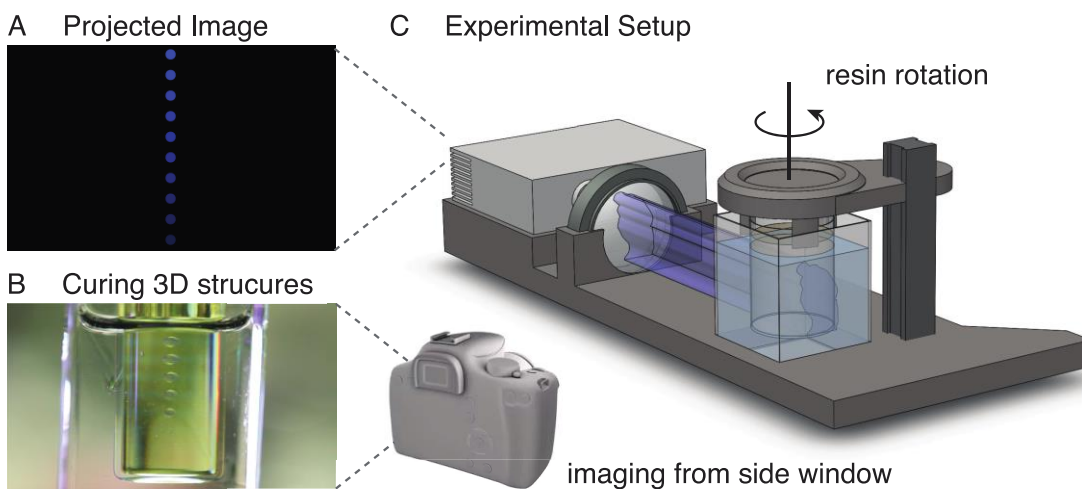 A Projected Image
C Experimental Setup
resin rotation
B Curing 3D strucures
imaging from side window